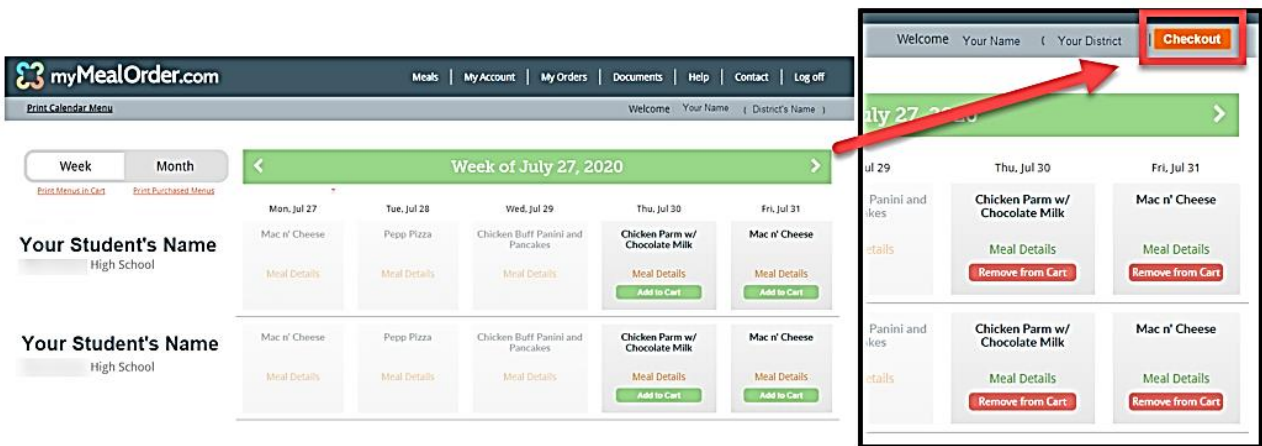 myMealOrder.com
Meals | My Account | My Orders | Documents | Help | Contact | Log off
Print Calendar Menu
Welcome Your Name ( District's Name )
Week Month
Print Menus in Cart Print Purchased Menus
Week of July 27, 2020
Mon, Jul 27 Tue, Jul 28 Wed, Jul 29 Thu, Jul 30 Fri, Jul 31
Your Student's Name
High School
Mac n' Cheese Pepp Pizza Chicken Buff Panini and Chicken Parm w/ Mac n' Cheese
Pancakes Chocolate Milk
Meal Details Meal Details Meal Details Meal Details Meal Details
Add to Cart Add to Cart
Your Student's Name
High School
Mac n' Cheese Pepp Pizza Chicken Buff Panini and Chicken Parm w/ Mac n' Cheese
Pancakes Chocolate Milk
Meal Details Meal Details Meal Details Meal Details Meal Details
Add to Cart Add to Cart
Welcome Your Name ( Your District | Checkout
uly 27, 2020
ul 29 Thu, Jul 30 Fri, Jul 31
Panini and Chicken Parm w/ Mac n' Cheese
kes Chocolate Milk
etails Meal Details Meal Details
Remove from Cart Remove from Cart
Panini and Chicken Parm w/ Mac n' Cheese
kes Chocolate Milk
etails Meal Details Meal Details
Remove from Cart Remove from Cart